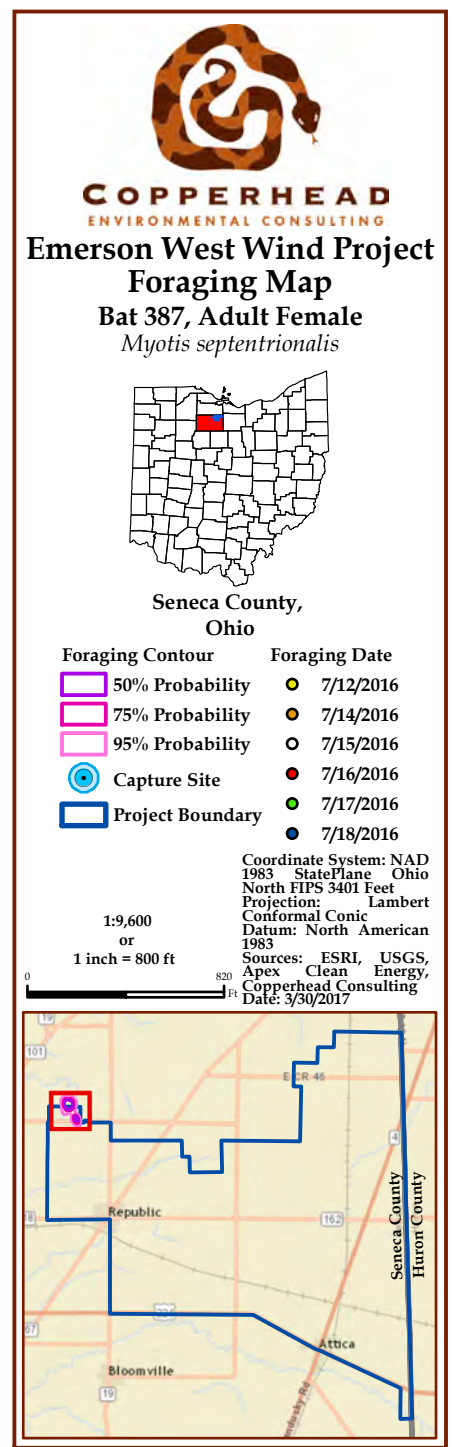 COPPERHEAD
ENVIRONMENTAL CONSULTING
Emerson West Wind Project
Foraging Map
Bat 387, Adult Female
Myotis septentrionalis
Seneca County,
Ohio
Foraging Contour
50% Probability
75% Probability
95% Probability
Capture Site
Project Boundary
Foraging Date
7/12/2016
7/14/2016
7/15/2016
7/16/2016
7/17/2016
7/18/2016
Coordinate System: NAD
1983 StatePlane Ohio
North FIPS 3401 Feet
Projection: Lambert
Conformal Conic
Datum: North American
1983
Sources: ESRI, USGS,
Apex Clean Energy,
Copperhead Consulting
Date: 3/30/2017
1:9,600
or
1 inch = 800 ft
0 820
Ft
19
101
E CR 46
4
Republic
162
Seneca County
Huron County
67
Attica
Bloomville
19